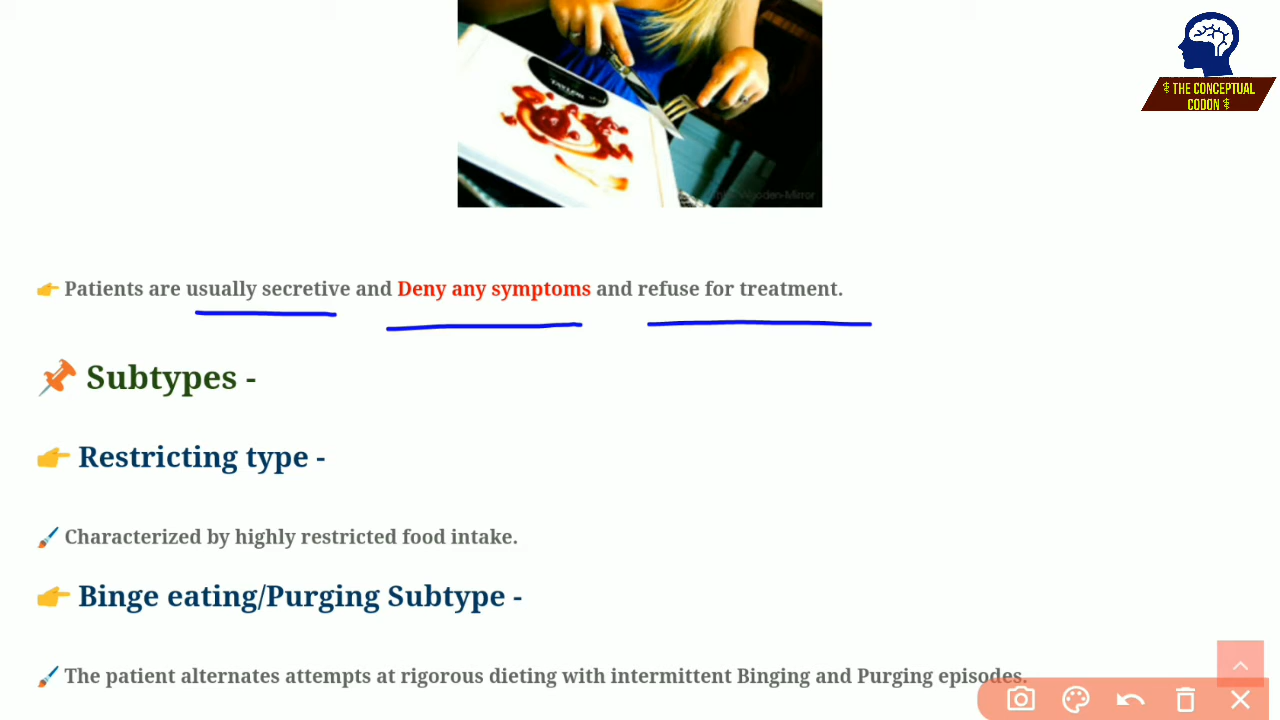 THE CONCEPTUAL
CODON
TAYLOR
Patients are usually secretive and Deny any symptoms and refuse for treatment.
Subtypes -
Restricting type -
Characterized by highly restricted food intake.
Binge eating/Purging Subtype -
The patient alternates attempts at rigorous dieting with intermittent Binging and Purging episodes.